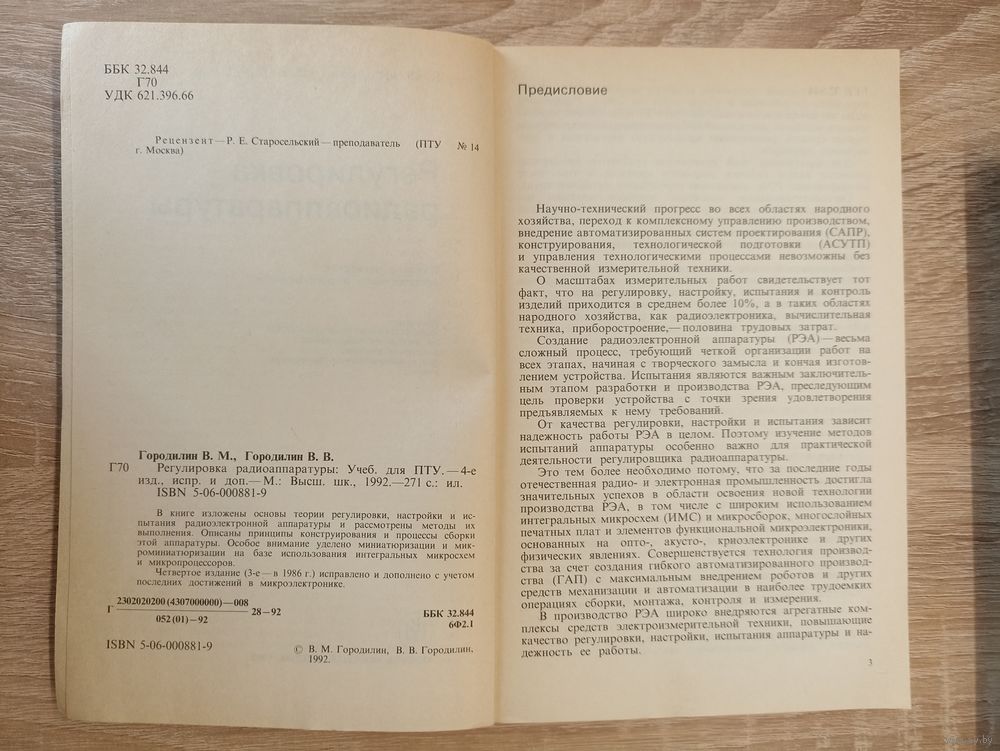 ББК 32.844
Г70
УДК 621.396.66
Рецензент — Р. Е. Старосельский — преподаватель (ПТУ № 14
г. Москва)
Городилин В. М., Городилин В. В.
Г70 Регулировка радиоаппаратуры: Учеб. для ПТУ. — 4-е
изд., испр. и доп. — М.: Высш. шк., 1992. — 271 с.: ил.
ISBN 5-06-000881-9
В книге изложены основы теории регулировки, настройки и ис-
пытания радиоэлектронной аппаратуры и рассмотрены методы их
выполнения. Описаны принципы конструирования и процессы сборки
этой аппаратуры. Особое внимание уделено миниатюризации и мик-
роминиатюризации на базе использования интегральных микросхем
и микропроцессоров.
Четвертое издание (3-е — в 1986 г.) исправлено и дополнено с учетом
последних достижений в микроэлектронике.
Г 2302020200 (4307000000) — 008
052 (01) — 92
28 — 92
ББК 32.844
6Ф2.1
ISBN 5-06-000881-9
© В. М. Городилин, В. В. Городилин,
1992.
Предисловие
Научно-технический прогресс во всех областях народного
хозяйства, переход к комплексному управлению производством,
внедрение автоматизированных систем проектирования (САПР),
конструирования, технологической подготовки (АСУТП)
и управления технологическими процессами невозможны без
качественной измерительной техники.
О масштабах измерительных работ свидетельствует тот
факт, что на регулировку, настройку, испытания и контроль
изделий приходится в среднем более 10%, а в таких областях
народного хозяйства, как радиоэлектроника, вычислительная
техника, приборостроение, — половина трудовых затрат.
Создание радиоэлектронной аппаратуры (РЭА) — весьма
сложный процесс, требующий четкой организации работ на
всех этапах, начиная с творческого замысла и кончая изготов-
лением устройства. Испытания являются важным заключитель-
ным этапом разработки и производства РЭА, преследующим
цель проверки устройства с точки зрения удовлетворения
предъявляемых к нему требований.
От качества регулировки, настройки и испытания зависит
надежность работы РЭА в целом. Поэтому изучение методов
испытаний аппаратуры особенно важно для практической
деятельности регулировщика радиоаппаратуры.
Это тем более необходимо потому, что за последние годы
отечественная радио- и электронная промышленность достигла
значительных успехов в области освоения новой технологии
производства РЭА, в том числе с широким использованием
интегральных микросхем (ИМС) и микросборок, многослойных
печатных плат и элементов функциональной микроэлектроники,
основанных на опто-, акусто-, криоэлектронике и других
физических явлениях. Совершенствуется технология производ-
ства за счет создания гибкого автоматизированного производ-
ства (ГАП) с максимальным внедрением роботов и других
средств механизации и автоматизации в наиболее трудоемких
операциях сборки, монтажа, контроля и измерения.
В производство РЭА широко внедряются агрегатные ком-
плексы средств электроизмерительной техники, повышающие
качество регулировки, настройки, испытания аппаратуры и на-
дежность ее работы.
3